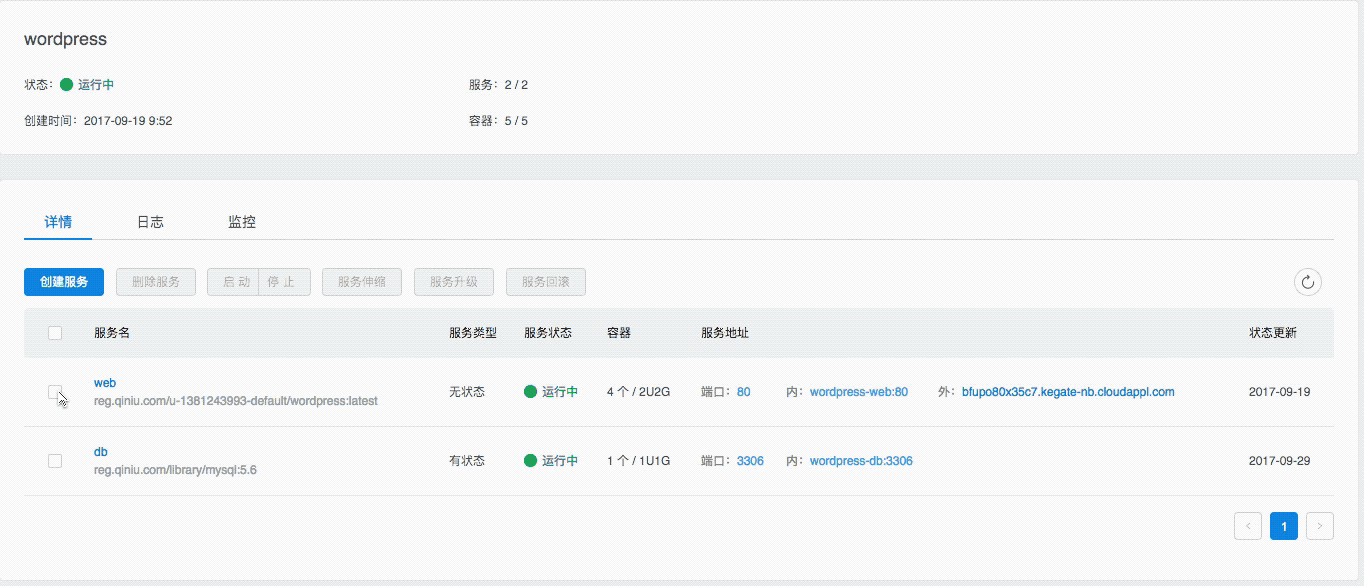 wordpress
状态： 运行中 服务： 2 / 2
创建时间： 2017-09-19 9:52 容器： 5 / 5
详情 日志 监控
创建服务 删除服务 启 动 停 止 服务伸缩 服务升级 服务回滚
服务名 服务类型 服务状态 容器 服务地址 状态更新
web
reg.qiniu.com/u-1381243993-default/wordpress:latest
无状态 运行中 4 个 / 2U2G 端口： 80 内： wordpress-web:80 外： bfupo80x35c7.kegate-nb.cloudappl.com 2017-09-19
db
reg.qiniu.com/library/mysql:5.6
有状态 运行中 1 个 / 1U1G 端口： 3306 内： wordpress-db:3306 2017-09-29
< 1 >